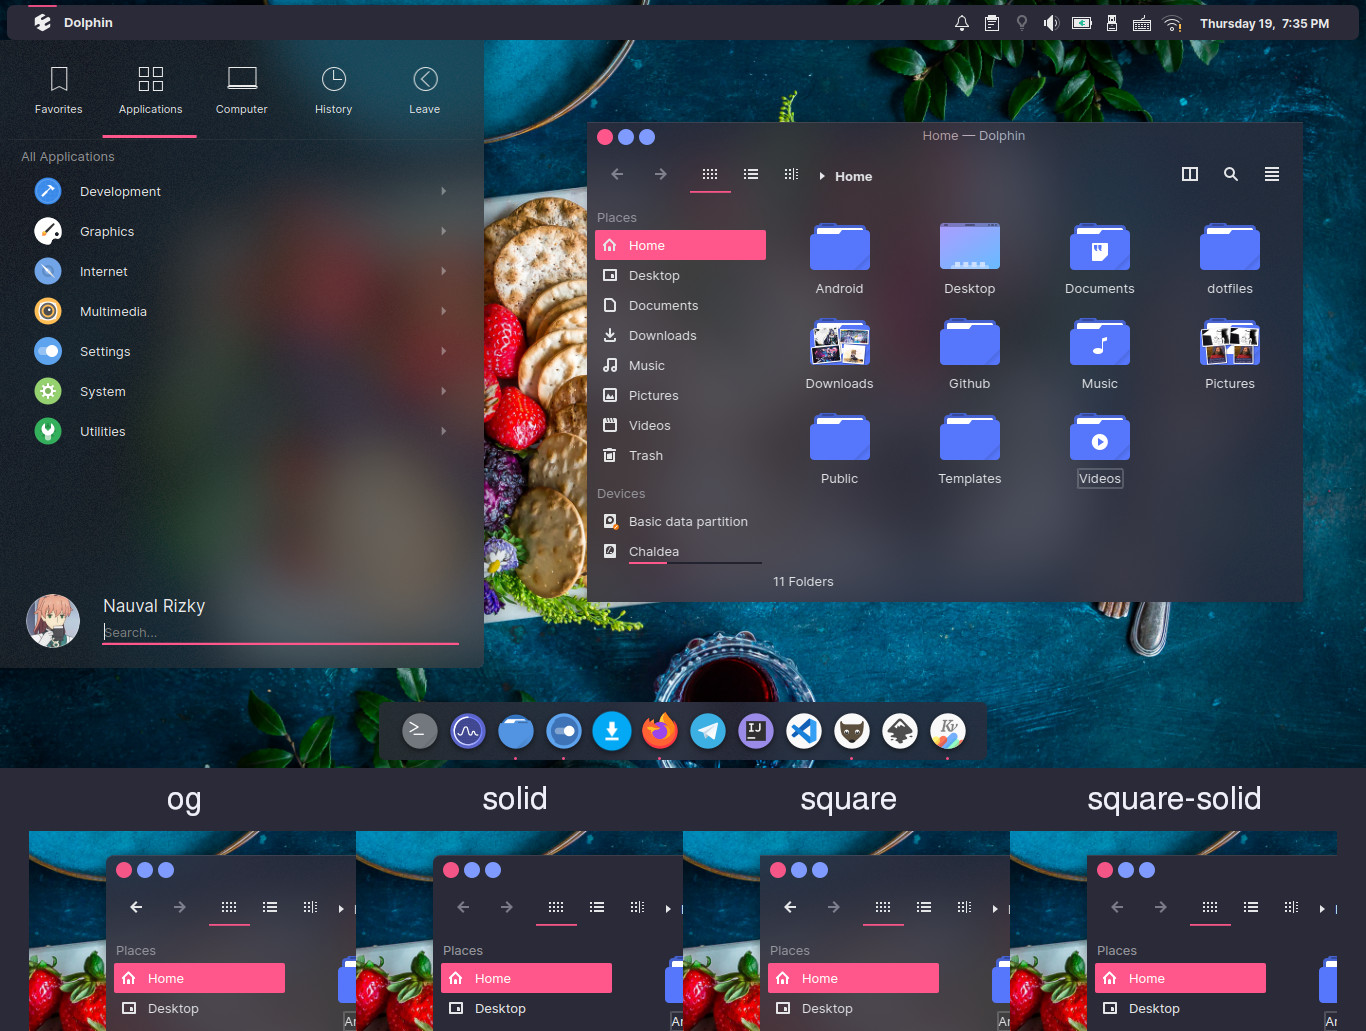 Dolphin
Thursday 19, 7:35 PM
Favorites Applications Computer History Leave
All Applications
Development
Graphics
Internet
Multimedia
Settings
System
Utilities
Nauval Rizky
Search...
Home — Dolphin
Home
Places
Home
Desktop
Documents
Downloads
Music
Pictures
Videos
Trash
Devices
Basic data partition
Chaldea
Android Desktop Documents dotfiles
Downloads Github Music Pictures
Public Templates Videos
11 Folders
>_ IJ Kv
og solid square square-solid
Places Places Places Places
Home Home Home Home
Desktop Desktop Desktop Desktop